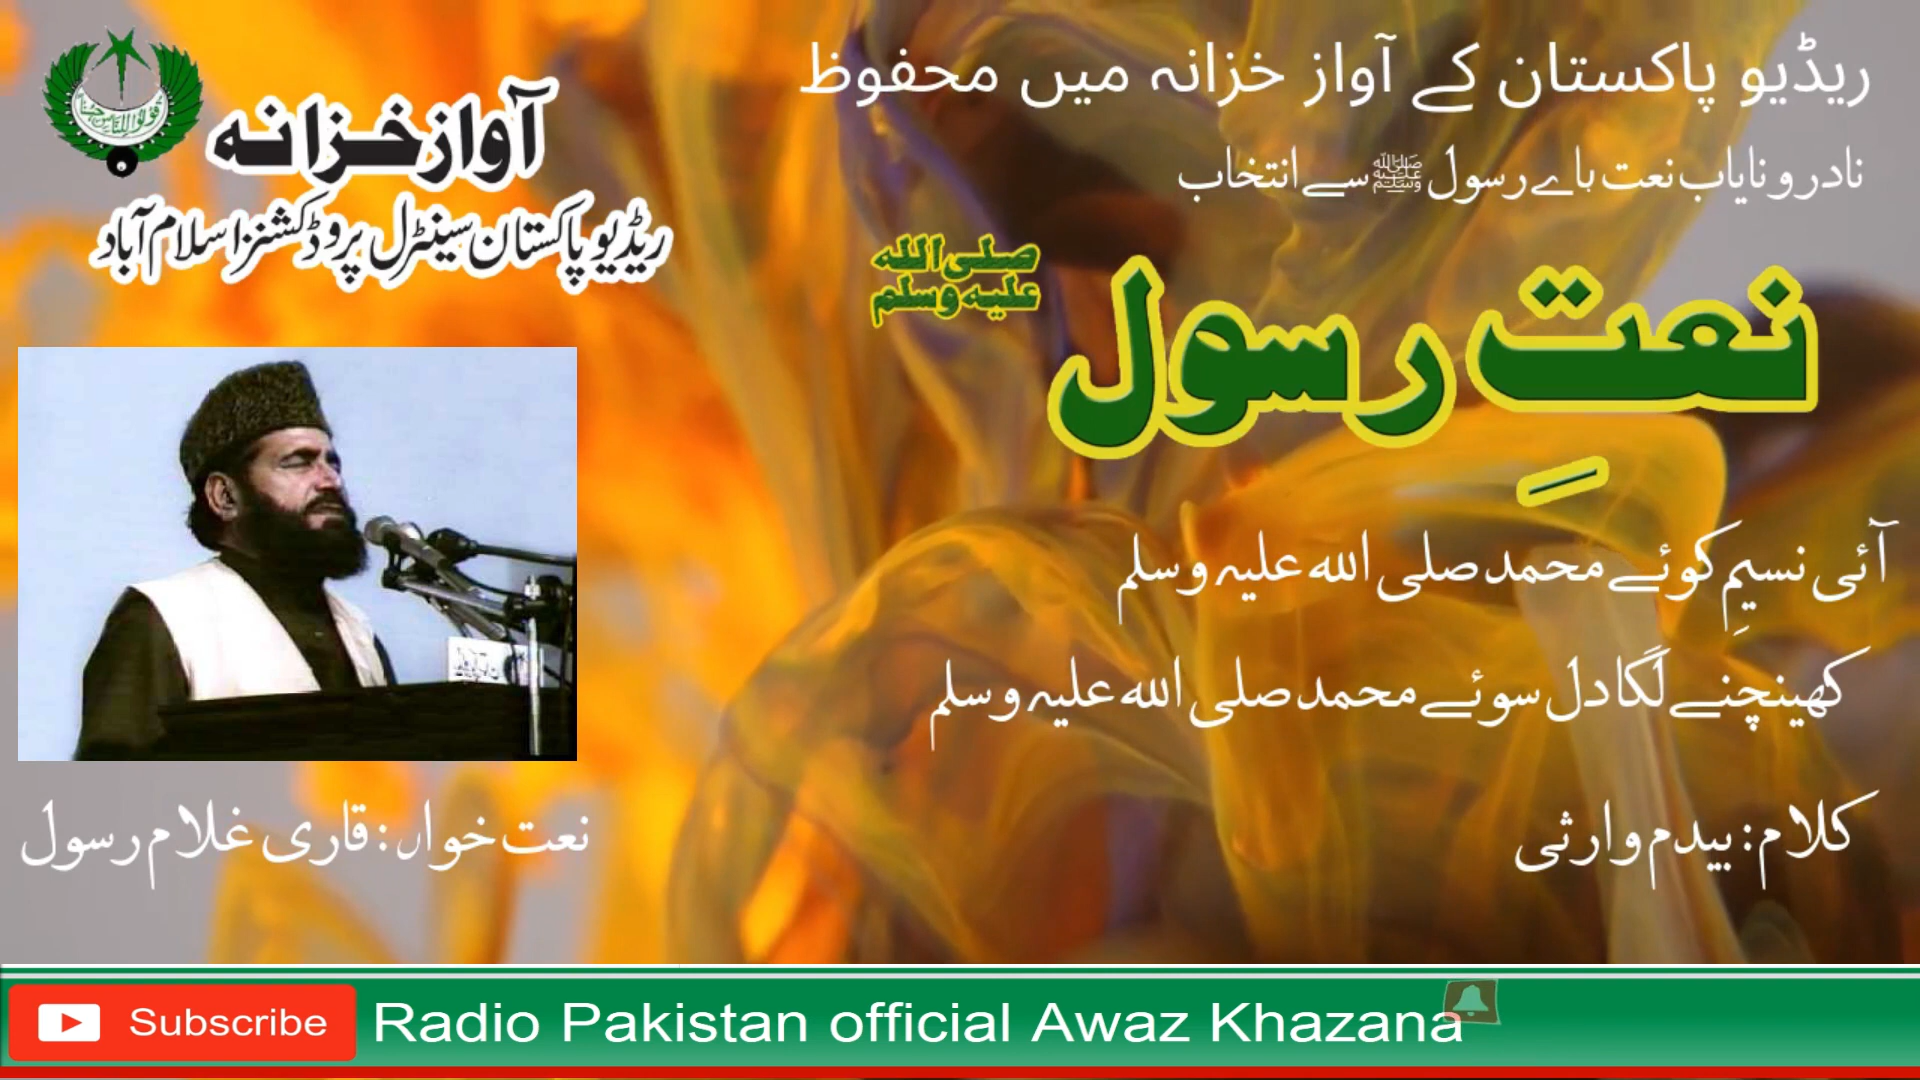 ریڈیو پاکستان کے آواز خزانہ میں محفوظ
نادر و نایاب نعت ہاے رسول ﷺ سے انتخاب
آواز خزانہ
ریڈیو پاکستان سینٹرل پروڈکشنز اسلام آباد
صلی اللہ علیہ وسلم
نعتِ رسول
آئی نسیمِ کوئے محمد صلی اللہ علیہ وسلم
کھینچنے لگا دل سوئے محمد صلی اللہ علیہ وسلم
کلام: بیدم وارثی
نعت خواں: قاری غلام رسول
Subscribe
Radio Pakistan official Awaz Khazana